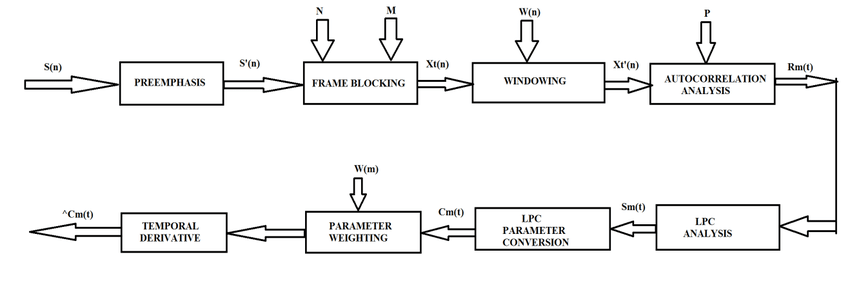 N
M
W(n)
P
S(n)
S'(n)
Xt(n)
Xt'(n)
Rm(t)
PREEMPHASIS
FRAME BLOCKING
WINDOWING
AUTOCORRELATION
ANALYSIS
W(m)
^Cm(t)
Cm(t)
Sm(t)
TEMPORAL
DERIVATIVE
PARAMETER
WEIGHTING
LPC
PARAMETER
CONVERSION
LPC
ANALYSIS